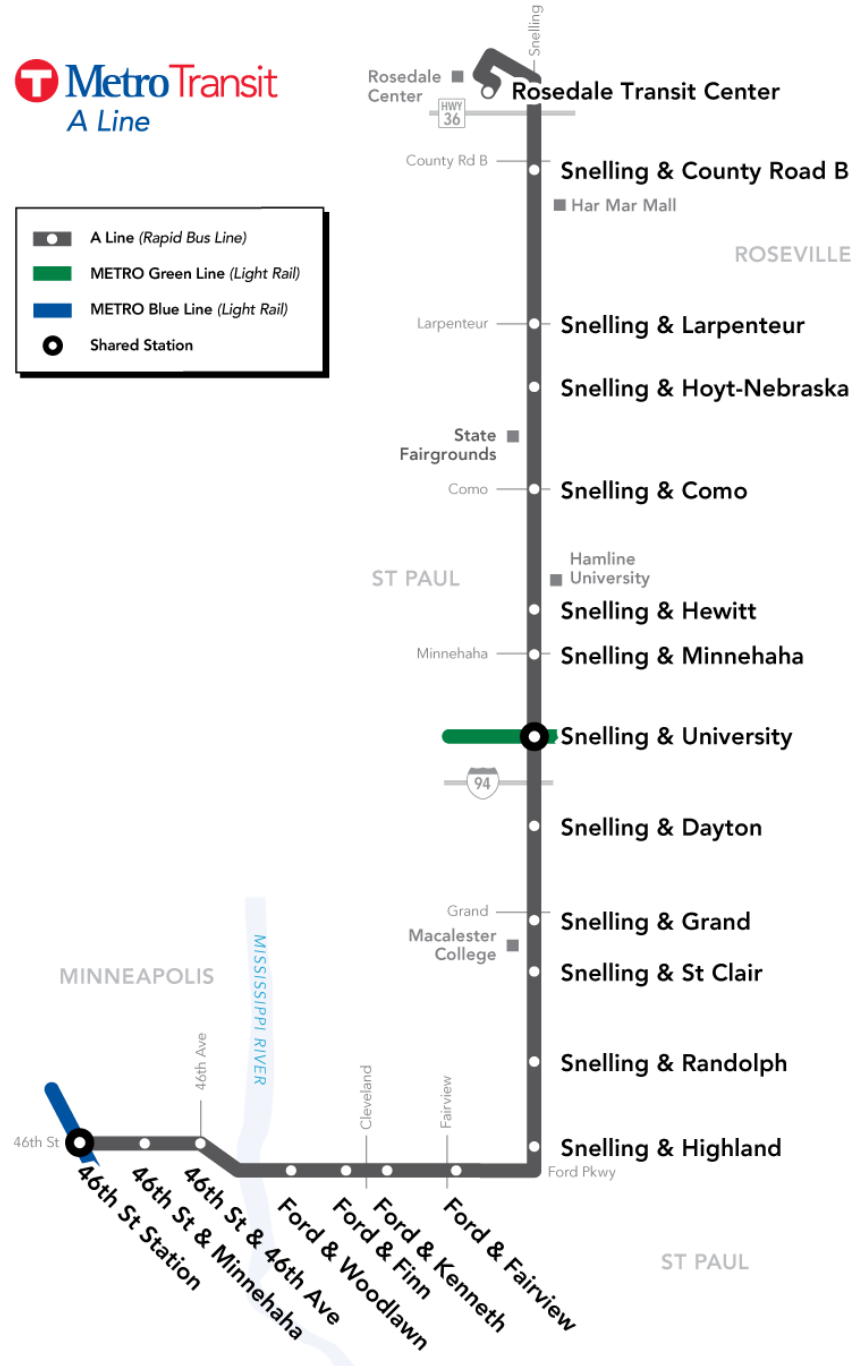 T Metro Transit
A Line
A Line (Rapid Bus Line)
METRO Green Line (Light Rail)
METRO Blue Line (Light Rail)
Shared Station
Snelling
Rosedale
Center
Rosedale Transit Center
HWY
36
County Rd B
Snelling & County Road B
Har Mar Mall
ROSEVILLE
Larpenteur
Snelling & Larpenteur
Snelling & Hoyt-Nebraska
State
Fairgrounds
Como
Snelling & Como
Hamline
University
ST PAUL
Snelling & Hewitt
Minnehaha
Snelling & Minnehaha
Snelling & University
94
Snelling & Dayton
Grand
Snelling & Grand
Macalester
College
Snelling & St Clair
MINNEAPOLIS
MISSISSIPPI RIVER
Snelling & Randolph
46th Ave
Cleveland
Fairview
46th St
Snelling & Highland
Ford Pkwy
46th St Station
46th St & Minnehaha
46th St & 46th Ave
Ford & Woodlawn
Ford & Finn
Ford & Kenneth
Ford & Fairview
ST PAUL